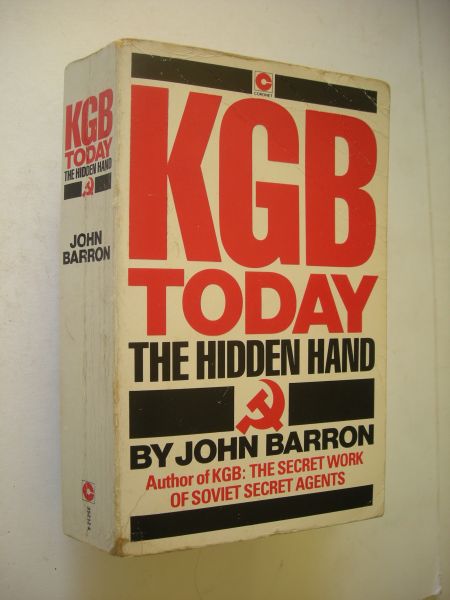 KGB
TODAY
THE HIDDEN HAND
JOHN
BARRON
CORONET
KGB
TODAY
THE HIDDEN HAND
BY JOHN BARRON
Author of KGB: THE SECRET WORK
OF SOVIET SECRET AGENTS